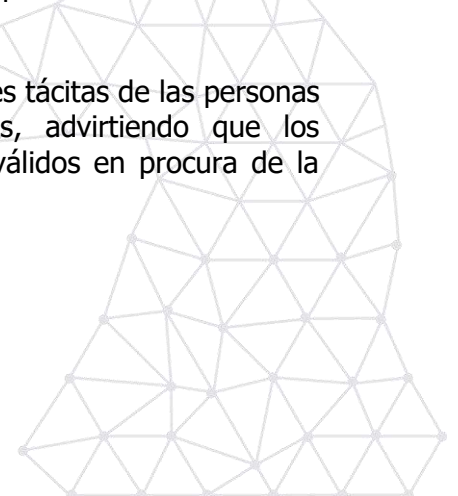 es tácitas de las personas
s, advirtiendo que los
válidos en procura de la